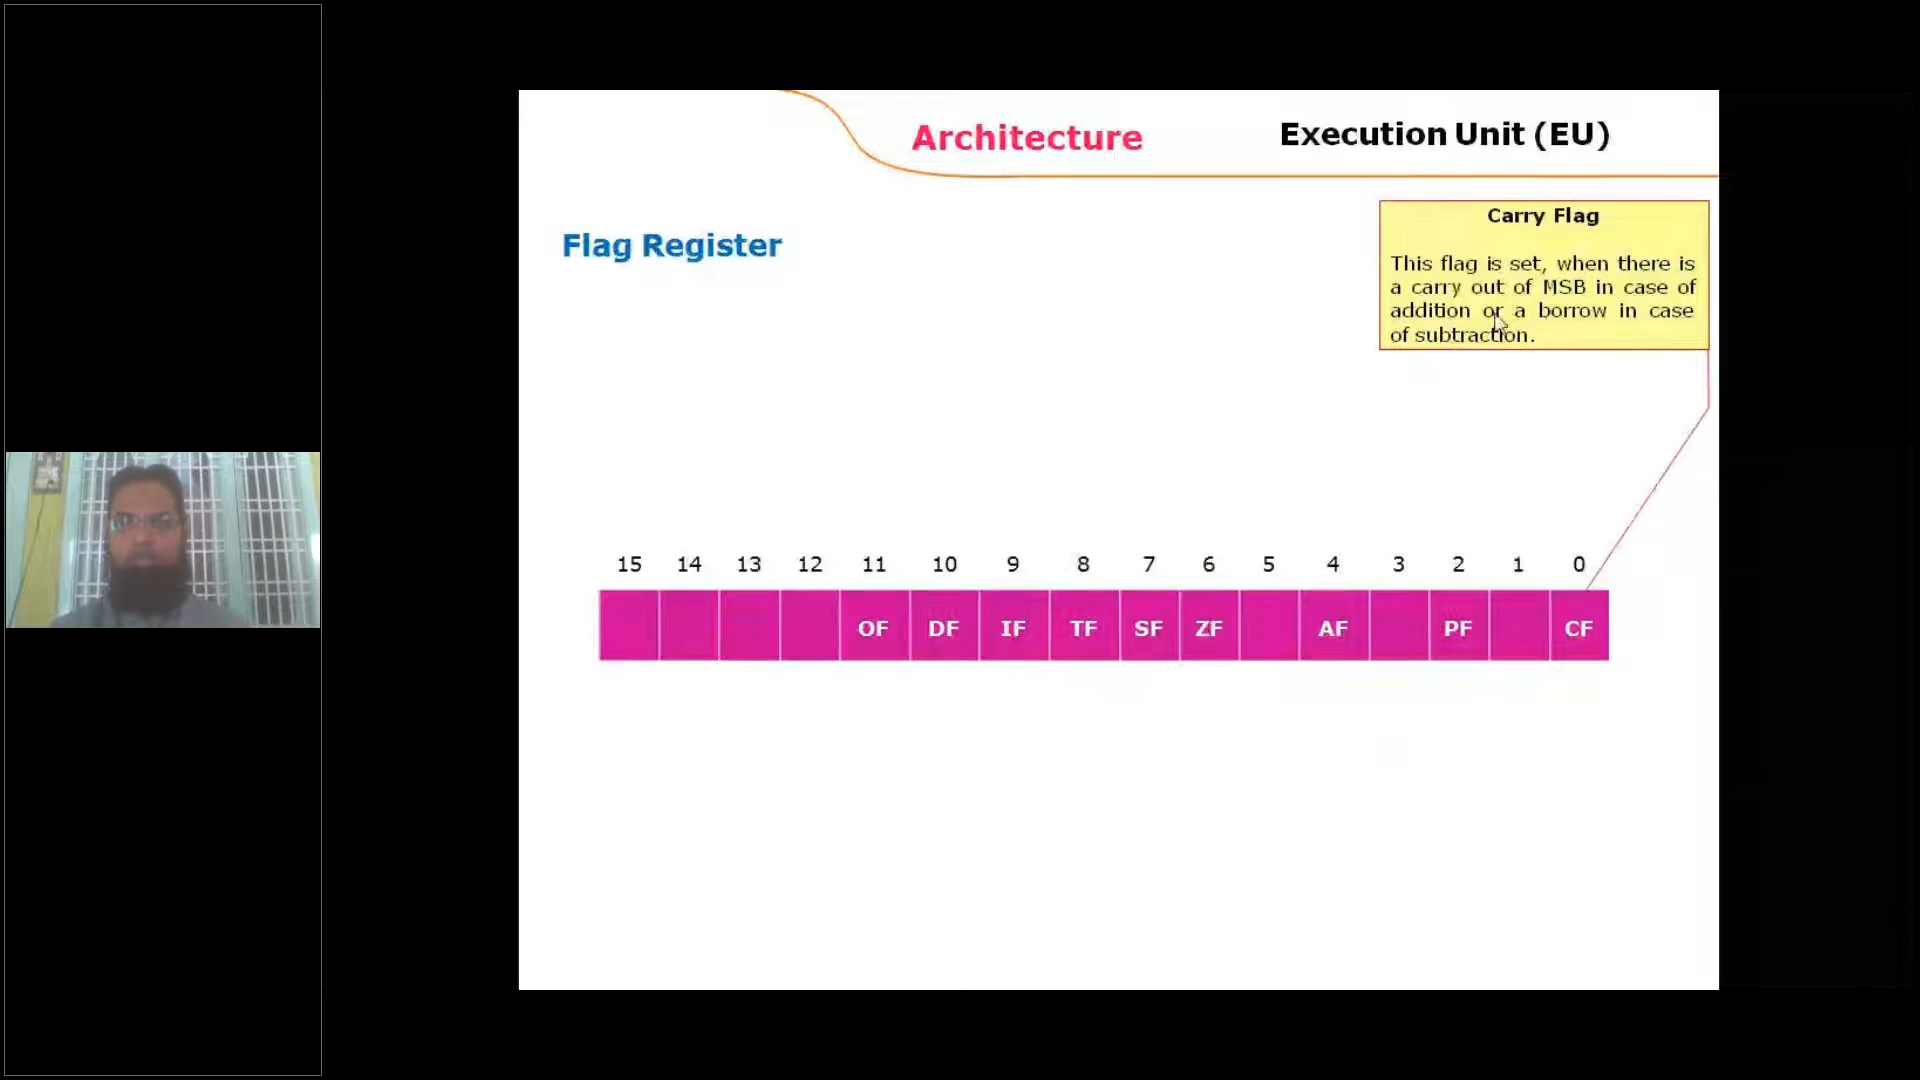 Architecture
Execution Unit (EU)
Flag Register
Carry Flag
This flag is set, when there is
a carry out of MSB in case of
addition or a borrow in case
of subtraction.
15 14 13 12 11 10 9 8 7 6 5 4 3 2 1 0
OF DF IF TF SF ZF AF PF CF